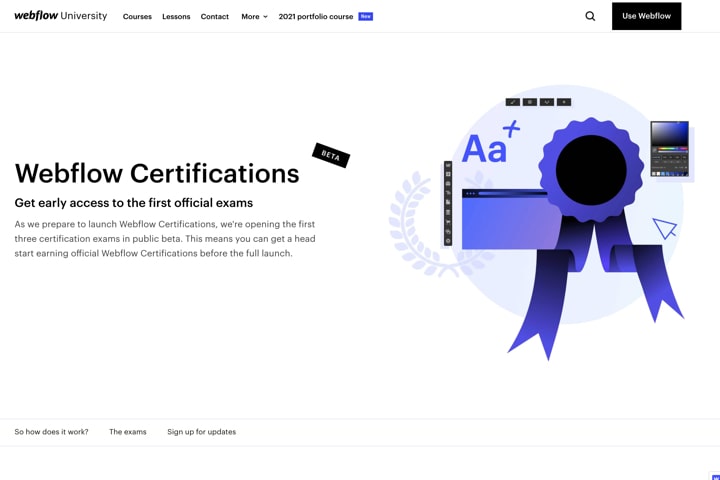 webflow University
Courses
Lessons
Contact
More
2021 portfolio course
New
Use Webflow
BETA
Webflow Certifications
Get early access to the first official exams
As we prepare to launch Webflow Certifications, we're opening the first
three certification exams in public beta. This means you can get a head
start earning official Webflow Certifications before the full launch.
Aa
So how does it work?
The exams
Sign up for updates